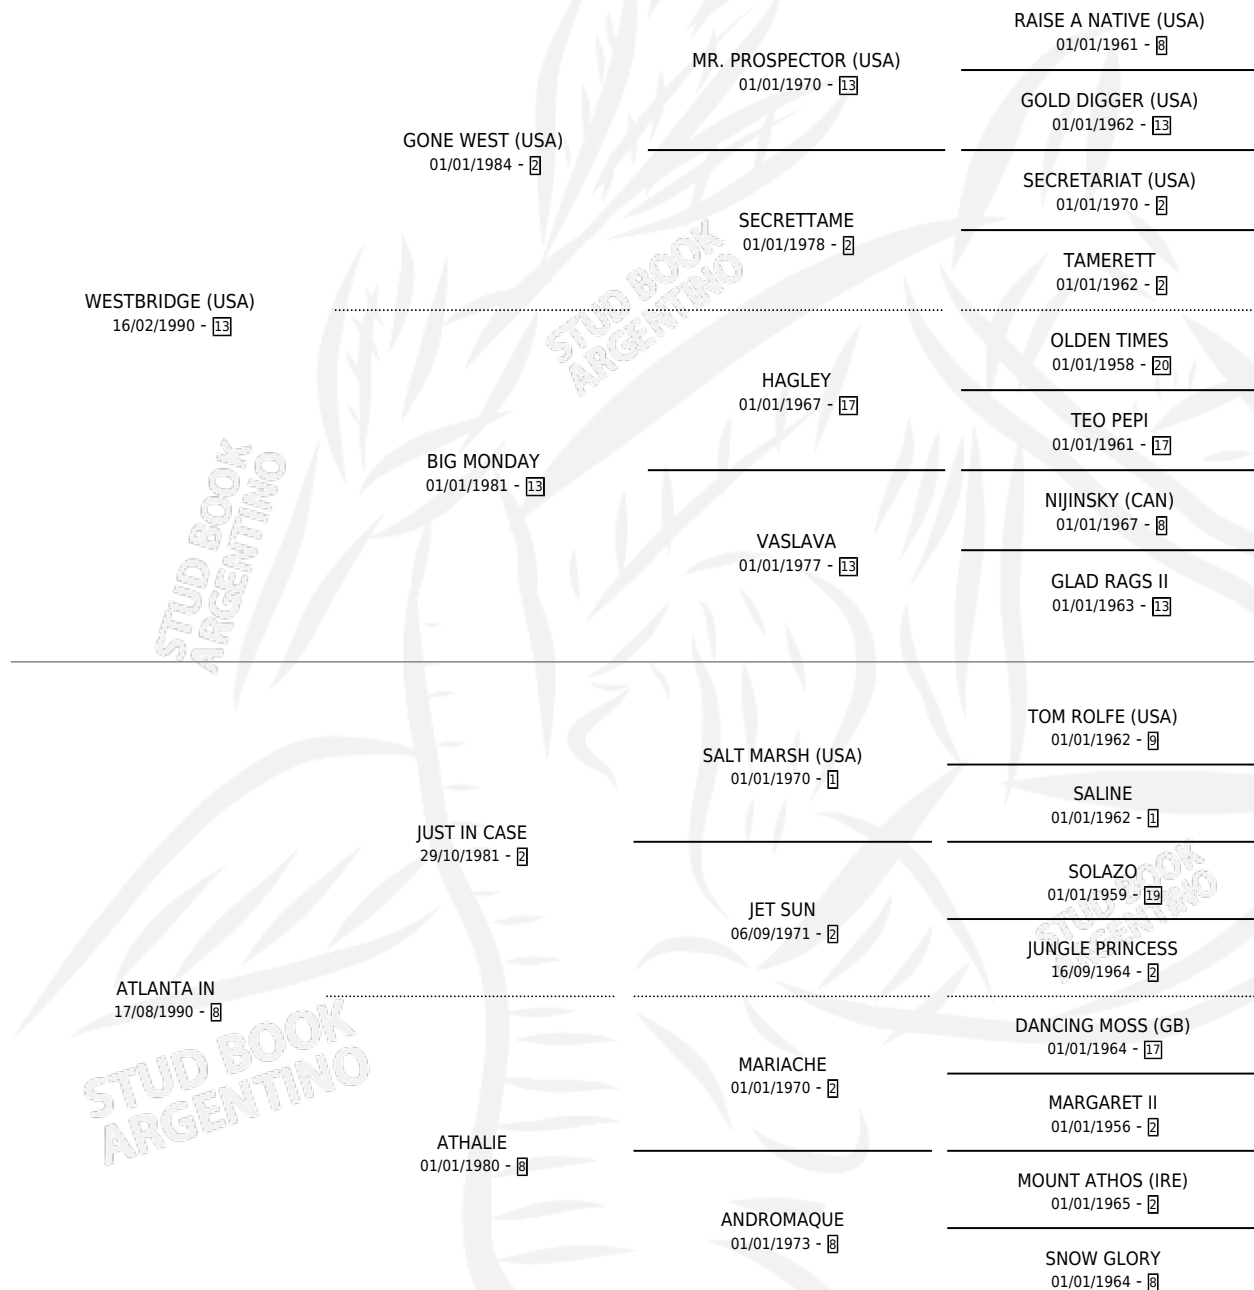 RAISE A NATIVE (USA)
01/01/1961 - 8
MR. PROSPECTOR (USA)
01/01/1970 - 13
GOLD DIGGER (USA)
01/01/1962 - 13
GONE WEST (USA)
01/01/1984 - 2
SECRETARIAT (USA)
01/01/1970 - 2
SECRETTAME
01/01/1978 - 2
TAMERETT
01/01/1962 - 2
WESTBRIDGE (USA)
16/02/1990 - 13
OLDEN TIMES
01/01/1958 - 20
HAGLEY
01/01/1967 - 17
TEO PEPI
01/01/1961 - 17
BIG MONDAY
01/01/1981 - 13
NIJINSKY (CAN)
01/01/1967 - 8
VASLAVA
01/01/1977 - 13
GLAD RAGS II
01/01/1963 - 13
TOM ROLFE (USA)
01/01/1962 - 9
SALT MARSH (USA)
01/01/1970 - 1
SALINE
01/01/1962 - 1
JUST IN CASE
29/10/1981 - 2
SOLAZO
01/01/1959 - 19
JET SUN
06/09/1971 - 2
JUNGLE PRINCESS
16/09/1964 - 2
ATLANTA IN
17/08/1990 - 8
DANCING MOSS (GB)
01/01/1964 - 17
MARIACHE
01/01/1970 - 2
MARGARET II
01/01/1956 - 2
ATHALIE
01/01/1980 - 8
MOUNT ATHOS (IRE)
01/01/1965 - 2
ANDROMAQUE
01/01/1973 - 8
SNOW GLORY
01/01/1964 - 8
STUD BOOK
ARGENTINO
STUD BOOK
ARGENTINO
STUD BOOK
ARGENTINO
STUD BOOK
ARGENTINO